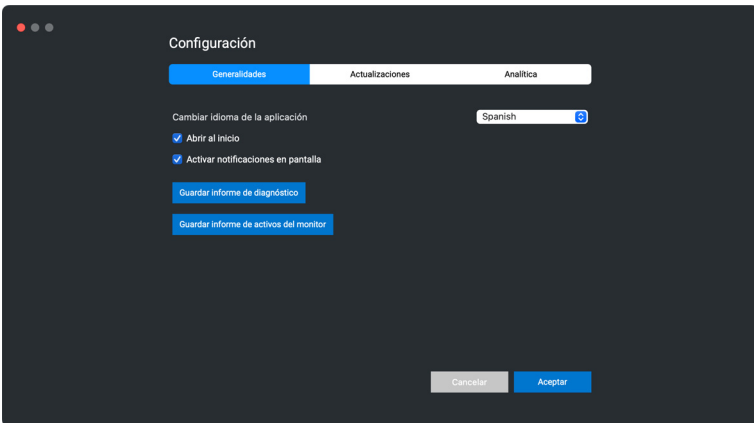 Configuración
Generalidades
Actualizaciones
Analítica
Cambiar idioma de la aplicación
Spanish
Abrir al inicio
Activar notificaciones en pantalla
Guardar informe de diagnóstico
Guardar informe de activos del monitor
Cancelar
Aceptar